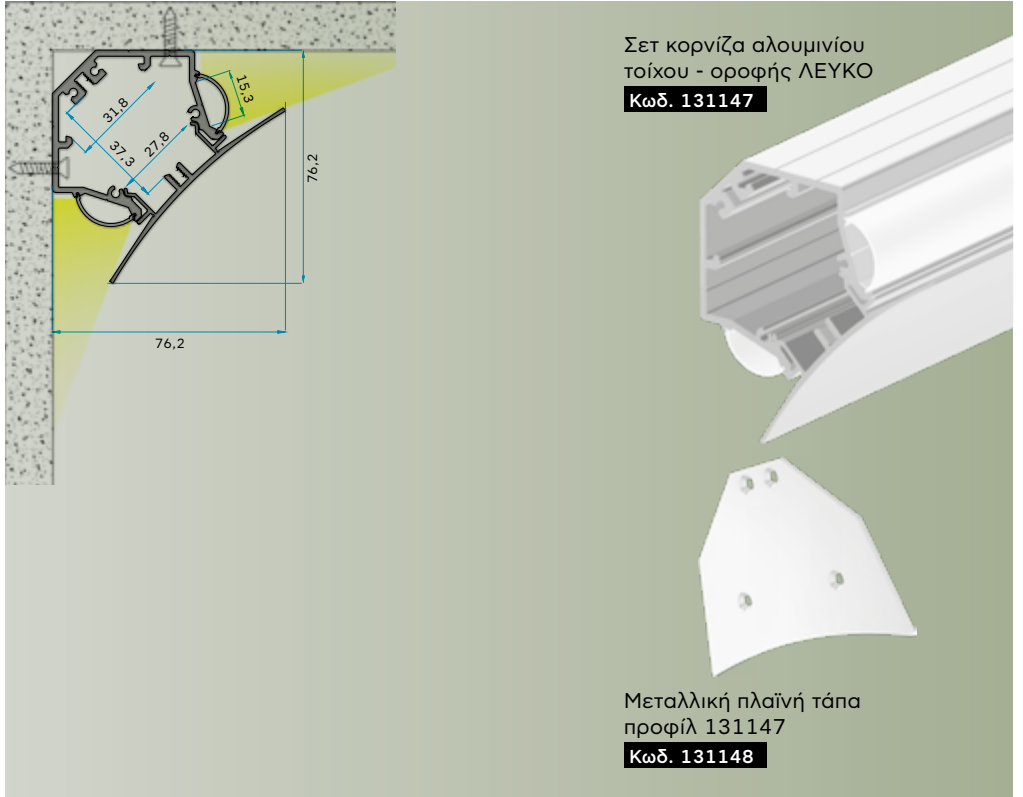 Σετ κορνίζα αλουμινίου
τοίχου - οροφής ΛΕΥΚΟ
Κωδ. 131147
15,3
31,8
37,3
27,8
76,2
76,2
Μεταλλική πλαϊνή τάπα
προφίλ 131147
Κωδ. 131148